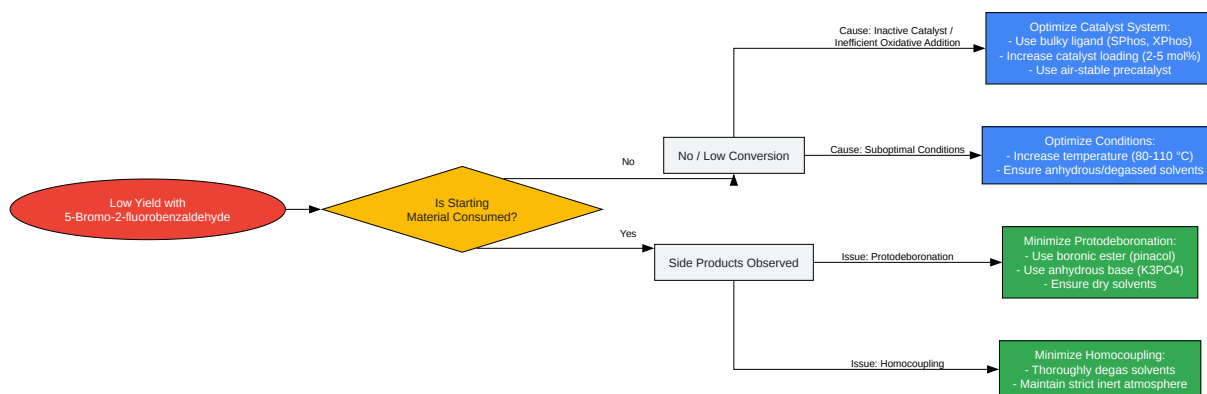 Low Yield with
5-Bromo-2-fluorobenzaldehyde
Is Starting
Material Consumed?
No
Yes
No / Low Conversion
Side Products Observed
Cause: Inactive Catalyst /
Inefficient Oxidative Addition
Cause: Suboptimal Conditions
Issue: Protodeboronation
Issue: Homocoupling
Optimize Catalyst System:
- Use bulky ligand (SPhos, XPhos)
- Increase catalyst loading (2-5 mol%)
- Use air-stable precatalyst
Optimize Conditions:
- Increase temperature (80-110 °C)
- Ensure anhydrous/degassed solvents
Minimize Protodeboronation:
- Use boronic ester (pinacol)
- Use anhydrous base (K3PO4)
- Ensure dry solvents
Minimize Homocoupling:
- Thoroughly degas solvents
- Maintain strict inert atmosphere